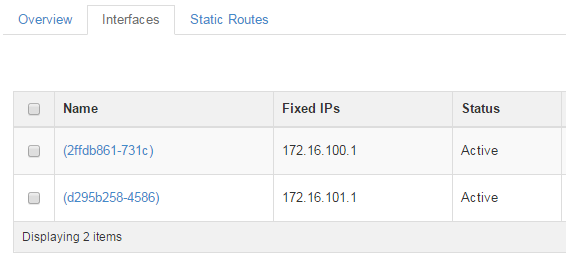 Overview Interfaces Static Routes
Name Fixed IPs Status
(2ffdb861-731c) 172.16.100.1 Active
(d295b258-4586) 172.16.101.1 Active
Displaying 2 items